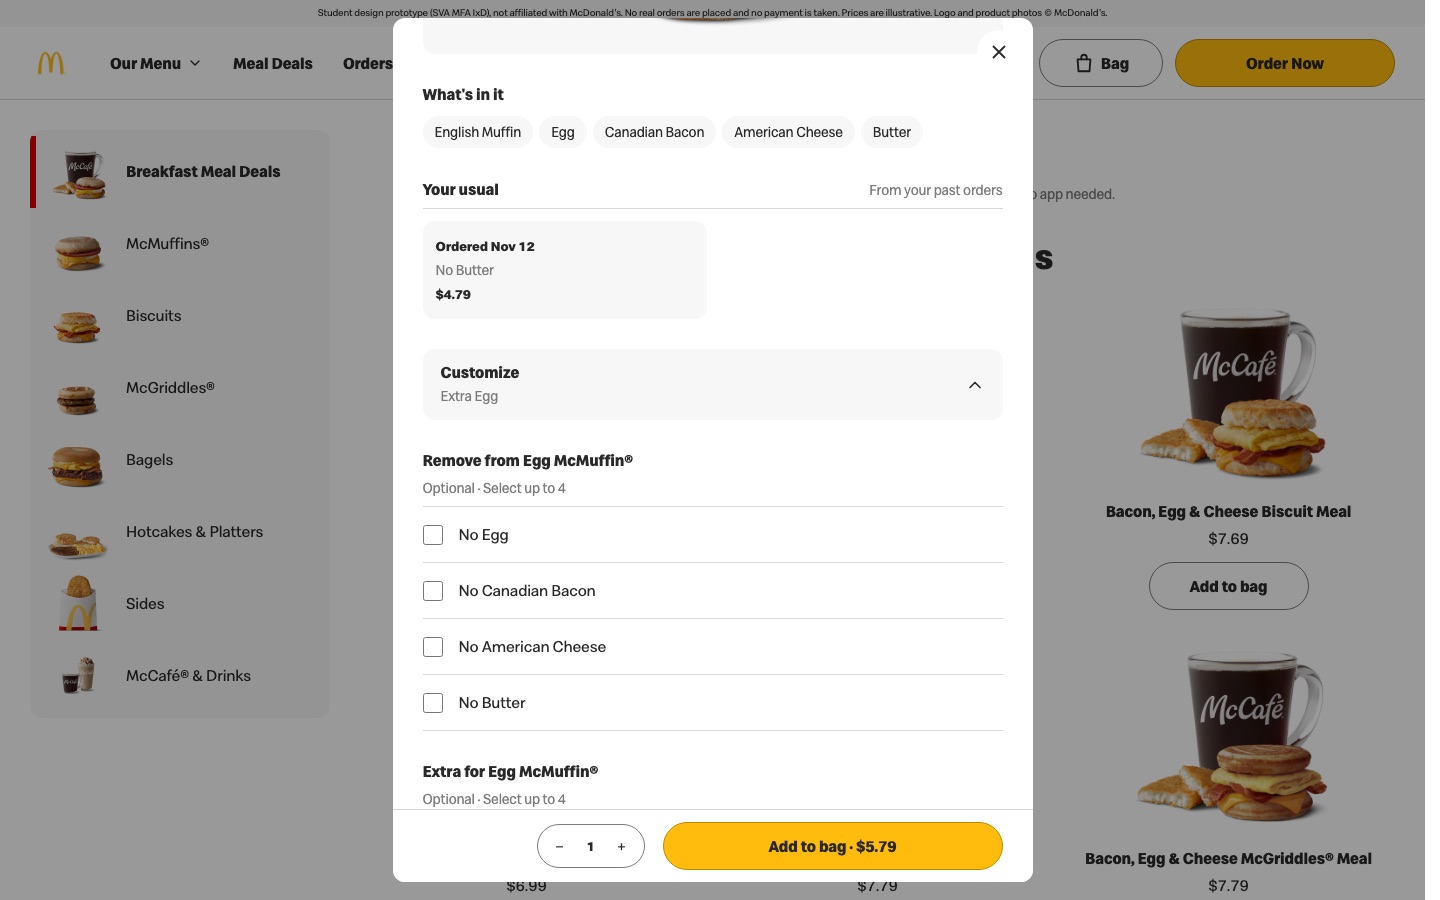 Student design prototype (SVA MFA IxD), not affiliated with McDonald's. No real orders are placed and no payment is taken. Prices are illustrative. Logo and product photos © McDonald's.
Our Menu
Meal Deals
Orders
Bag
Order Now
Breakfast Meal Deals
McMuffins®
Biscuits
McGriddles®
Bagels
Hotcakes & Platters
Sides
McCafé® & Drinks
What's in it
English Muffin
Egg
Canadian Bacon
American Cheese
Butter
Your usual
From your past orders
Ordered Nov 12
No Butter
$4.79
Customize
Extra Egg
Remove from Egg McMuffin®
Optional · Select up to 4
No Egg
No Canadian Bacon
No American Cheese
No Butter
Extra for Egg McMuffin®
Optional · Select up to 4
− 1 +
Add to bag · $5.79
app needed.
s
McCafé
Bacon, Egg & Cheese Biscuit Meal
$7.69
Add to bag
McCafé
Bacon, Egg & Cheese McGriddles® Meal
$6.99
$7.79
$7.79